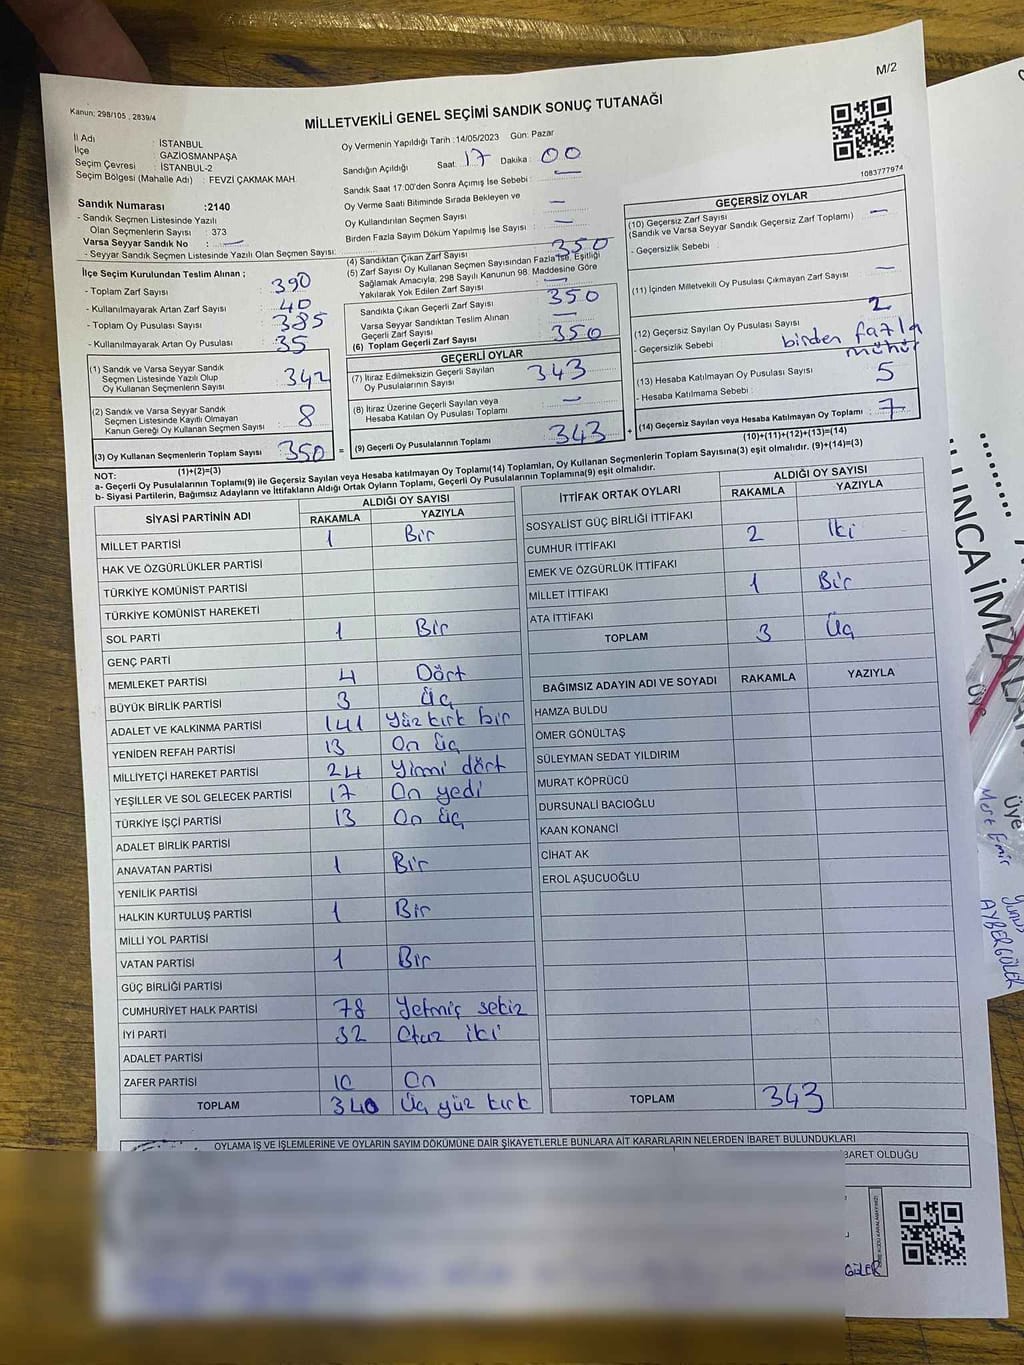 M/2
Kanun; 298/105 , 2839/4
MİLLETVEKİLİ GENEL SEÇİMİ SANDIK SONUÇ TUTANAĞI
İl Adı : İSTANBUL
İlçe GAZİOSMANPAŞA
Seçim Çevresi : İSTANBUL-2
Seçim Bölgesi (Mahalle Adı) : FEVZİ ÇAKMAK MAH.
Sandık Numarası :2140
- Sandık Seçmen Listesinde Yazılı
Olan Seçmenlerin Sayısı : 373
Varsa Seyyar Sandık No : —
- Seyyar Sandık Seçmen Listesinde Yazılı Olan Seçmen Sayısı:
Oy Vermenin Yapıldığı Tarih :14/05/2023 Gün: Pazar
Sandığın Açıldığı Saat: 17 Dakika : 00
Sandık Saat 17:00'den Sonra Açımış İse Sebebi : —
Oy Verme Saati Bitiminde Sırada Bekleyen ve
Oy Kullandırılan Seçmen Sayısı : —
Birden Fazla Sayım Döküm Yapılmış İse Sayısı : —
1083777974
İlçe Seçim Kurulundan Teslim Alınan ;
- Toplam Zarf Sayısı : 390
- Kullanılmayarak Artan Zarf Sayısı : 40
- Toplam Oy Pusulası Sayısı : 385
- Kullanılmayarak Artan Oy Pusulası : 35
(1) Sandık ve Varsa Seyyar Sandık
Seçmen Listesinde Yazılı Olup
Oy Kullanan Seçmenlerin Sayısı : 342
(2) Sandık ve Varsa Seyyar Sandık
Seçmen Listesinde Kayıtlı Olmayan
Kanun Gereği Oy Kullanan Seçmen Sayısı : 8
(3) Oy Kullanan Seçmenlerin Toplam Sayısı : 350
(1)+(2)=(3)
(4) Sandıktan Çıkan Zarf Sayısı : 350
(5) Zarf Sayısı Oy Kullanan Seçmen Sayısından Fazla İse, Eşitliği
Sağlamak Amacıyla, 298 Sayılı Kanunun 98. Maddesine Göre
Yakılarak Yok Edilen Zarf Sayısı : —
Sandıkta Çıkan Geçerli Zarf Sayısı : 350
Varsa Seyyar Sandıktan Teslim Alınan
Geçerli Zarf Sayısı : —
(6) Toplam Geçerli Zarf Sayısı : 350
GEÇERLİ OYLAR
(7) İtiraz Edilmeksizin Geçerli Sayılan
Oy Pusulalarının Sayısı : 343
(8) İtiraz Üzerine Geçerli Sayılan veya
Hesaba Katılan Oy Pusulası Toplamı : —
= (9) Geçerli Oy Pusulalarının Toplamı : 343 +
GEÇERSİZ OYLAR
(10) Geçersiz Zarf Sayısı
(Sandık ve Varsa Seyyar Sandık Geçersiz Zarf Toplamı) : —
- Geçersizlik Sebebi :
(11) İçinden Milletvekili Oy Pusulası Çıkmayan Zarf Sayısı : —
(12) Geçersiz Sayılan Oy Pusulası Sayısı : 2
- Geçersizlik Sebebi : birden fazla
mühür
(13) Hesaba Katılmayan Oy Pusulası Sayısı : 5
- Hesaba Katılmama Sebebi :
(14) Geçersiz Sayılan veya Hesaba Katılmayan Oy Toplamı : 7
(10)+(11)+(12)+(13)=(14)
NOT:
a- Geçerli Oy Pusulalarının Toplamı(9) ile Geçersiz Sayılan veya Hesaba katılmayan Oy Toplamı(14) Toplamları, Oy Kullanan Seçmenlerin Toplam Sayısına(3) eşit olmalıdır. (9)+(14)=(3)
b- Siyasi Partilerin, Bağımsız Adayların ve İttifakların Aldığı Ortak Oyların Toplamı, Geçerli Oy Pusulalarının Toplamına(9) eşit olmalıdır.
SİYASİ PARTİNİN ADI ALDIĞI OY SAYISI
RAKAMLA YAZIYLA
MİLLET PARTİSİ 1 Bir
HAK VE ÖZGÜRLÜKLER PARTİSİ
TÜRKİYE KOMÜNİST PARTİSİ
TÜRKİYE KOMÜNİST HAREKETİ
SOL PARTİ 1 Bir
GENÇ PARTİ
MEMLEKET PARTİSİ 4 Dört
BÜYÜK BİRLİK PARTİSİ 3 Üç
ADALET VE KALKINMA PARTİSİ 141 Yüz kırk bir
YENİDEN REFAH PARTİSİ 13 On üç
MİLLİYETÇİ HAREKET PARTİSİ 24 Yirmi dört
YEŞİLLER VE SOL GELECEK PARTİSİ 17 On yedi
TÜRKİYE İŞÇİ PARTİSİ 13 On üç
ADALET BİRLİK PARTİSİ
ANAVATAN PARTİSİ 1 Bir
YENİLİK PARTİSİ
HALKIN KURTULUŞ PARTİSİ 1 Bir
MİLLİ YOL PARTİSİ
VATAN PARTİSİ 1 Bir
GÜÇ BİRLİĞİ PARTİSİ
CUMHURİYET HALK PARTİSİ 78 Yetmiş sekiz
İYİ PARTİ 32 Otuz iki
ADALET PARTİSİ
ZAFER PARTİSİ 10 On
TOPLAM 340 Üç yüz kırk
İTTİFAK ORTAK OYLARI ALDIĞI OY SAYISI
RAKAMLA YAZIYLA
SOSYALİST GÜÇ BİRLİĞİ İTTİFAKI
CUMHUR İTTİFAKI 2 İki
EMEK VE ÖZGÜRLÜK İTTİFAKI
MİLLET İTTİFAKI 1 Bir
ATA İTTİFAKI
TOPLAM 3 Üç
BAĞIMSIZ ADAYIN ADI VE SOYADI RAKAMLA YAZIYLA
HAMZA BULDU
ÖMER GÖNÜLTAŞ
SÜLEYMAN SEDAT YILDIRIM
MURAT KÖPRÜCÜ
DURSUNALİ BACIOĞLU
KAAN KONANCİ
CİHAT AK
EROL AŞUCUOĞLU
TOPLAM 343
OYLAMA İŞ VE İŞLEMLERİNE VE OYLARIN SAYIM DÖKÜMÜNE DAİR ŞİKAYETLERLE BUNLARA AİT KARARLARIN NELERDEN İBARET BULUNDUKLARI
BARET OLDUĞU
GÜLER
UNCA İMZALA
üye
Üye
Mert Emir
Yunus
AYBERGÜLER